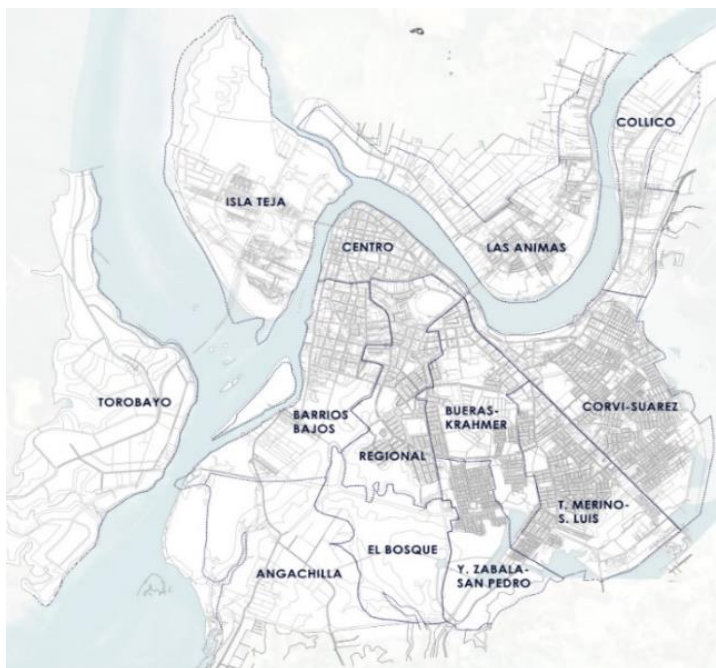 COLLICO
ISLA TEJA
CENTRO
LAS ANIMAS
TOROBAYO
BARRIOS
BAJOS
BUERAS-
KRAHMER
CORVI-SUAREZ
REGIONAL
T. MERINO-
S. LUIS
EL BOSQUE
ANGACHILLA
Y. ZABALA-
SAN PEDRO